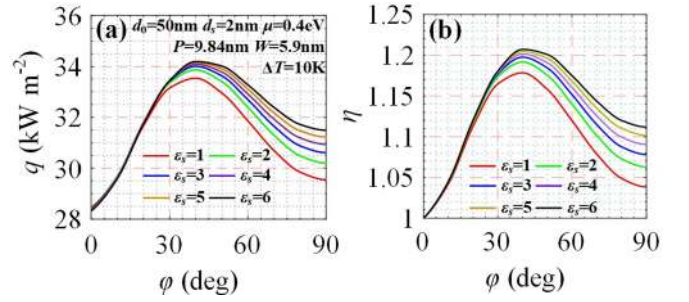 (a) d₀=50nm dₛ=2nm μ=0.4eV
P=9.84nm W=5.9nm
ΔT=10K
q (kW m⁻²)
36
34
32
30
28
εₛ=1 εₛ=2
εₛ=3 εₛ=4
εₛ=5 εₛ=6
0 30 60 90
φ (deg)
(b)
η
1.25
1.2
1.15
1.1
1.05
1
εₛ=1 εₛ=2
εₛ=3 εₛ=4
εₛ=5 εₛ=6
0 30 60 90
φ (deg)